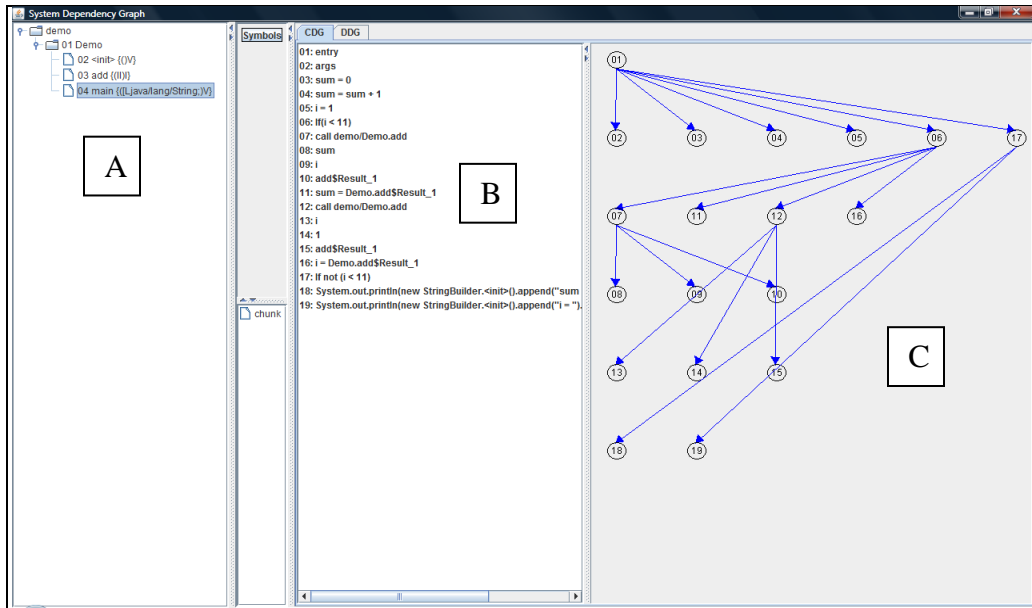 System Dependency Graph
demo
01 Demo
02 <init> {()V}
03 add {(II)I}
04 main {([Ljava/lang/String;)V}
A
Symbols
chunk
CDG DDG
01: entry
02: args
03: sum = 0
04: sum = sum + 1
05: i = 1
06: If(i < 11)
07: call demo/Demo.add
08: sum
09: i
10: add$Result_1
11: sum = Demo.add$Result_1
12: call demo/Demo.add
13: i
14: 1
15: add$Result_1
16: i = Demo.add$Result_1
17: If not (i < 11)
18: System.out.println(new StringBuilder.<init>().append("sum
19: System.out.println(new StringBuilder.<init>().append("i = ").
B
01
02 03 04 05 06 17
07 11 12 16
08 09 10
13 14 15
18 19
C